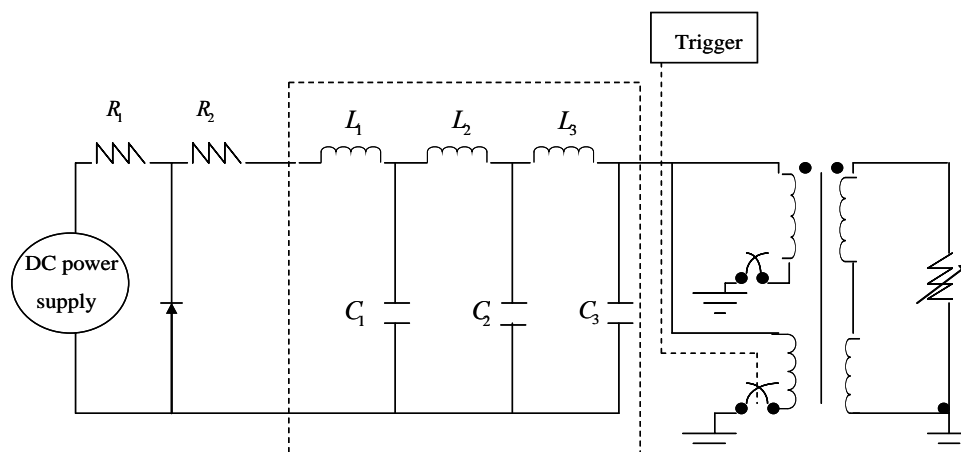 Trigger
R1
R2
L1
L2
L3
DC power
supply
C1
C2
C3